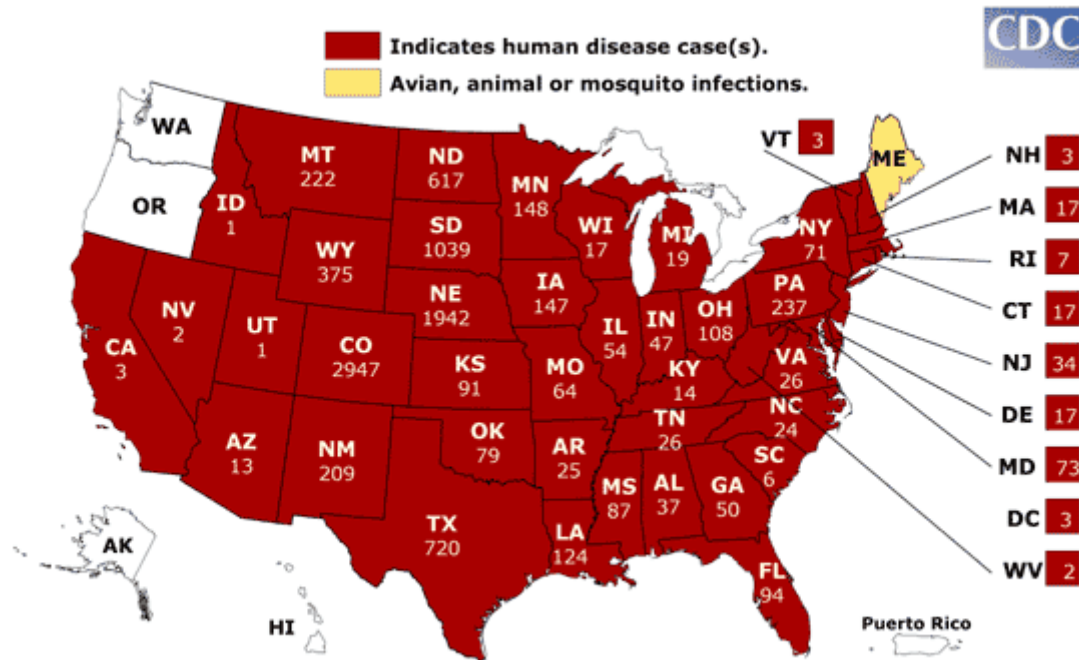 CDC
Indicates human disease case(s).
Avian, animal or mosquito infections.
WA
MT
222
ND
617
MN
148
VT 3
ME
NH 3
OR
ID
1
SD
1039
WI
17
MI
19
NY
71
MA 17
WY
375
RI 7
IA
147
PA
237
NE
1942
CT 17
NV
2
UT
1
CO
2947
IL
54
IN
47
OH
108
NJ 34
CA
3
KS
91
MO
64
KY
14
VA
26
DE 17
AZ
13
NM
209
OK
79
AR
25
TN
26
NC
24
MD 73
SC
6
MS
87
AL
37
GA
50
DC 3
TX
720
LA
124
WV 2
AK
FL
94
HI
Puerto Rico